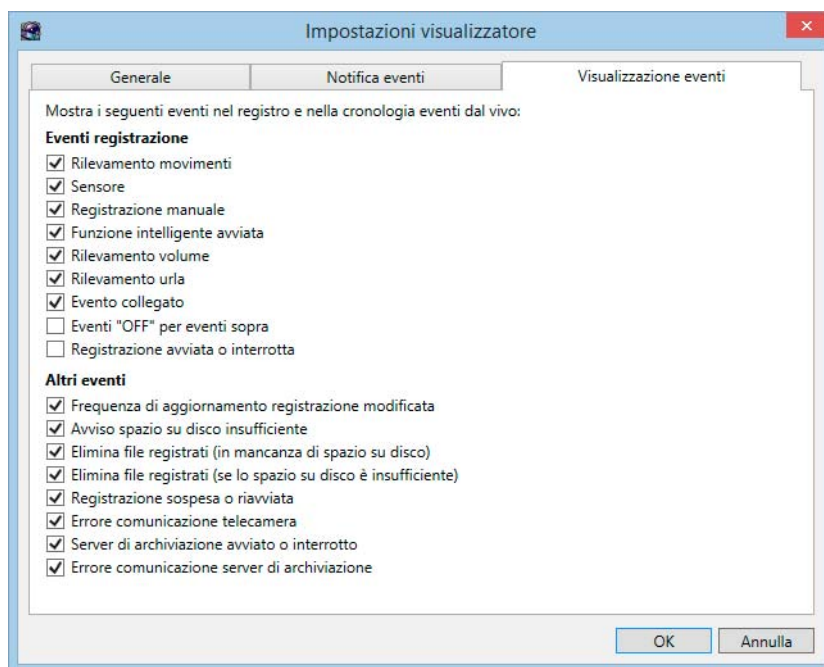 Impostazioni visualizzatore
Generale
Notifica eventi
Visualizzazione eventi
Mostra i seguenti eventi nel registro e nella cronologia eventi dal vivo:
Eventi registrazione
Rilevamento movimenti
Sensore
Registrazione manuale
Funzione intelligente avviata
Rilevamento volume
Rilevamento urla
Evento collegato
Eventi "OFF" per eventi sopra
Registrazione avviata o interrotta
Altri eventi
Frequenza di aggiornamento registrazione modificata
Avviso spazio su disco insufficiente
Elimina file registrati (in mancanza di spazio su disco)
Elimina file registrati (se lo spazio su disco è insufficiente)
Registrazione sospesa o riavviata
Errore comunicazione telecamera
Server di archiviazione avviato o interrotto
Errore comunicazione server di archiviazione
OK
Annulla